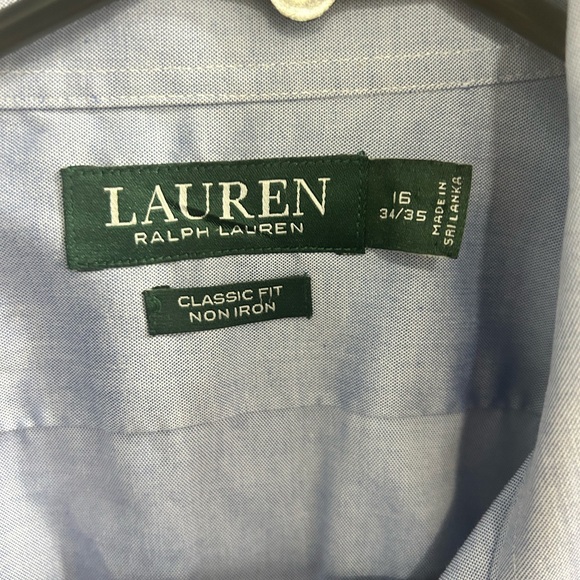 LAUREN
RALPH LAUREN
16
34/35
MADE IN
SRI LANKA
CLASSIC FIT
NON IRON